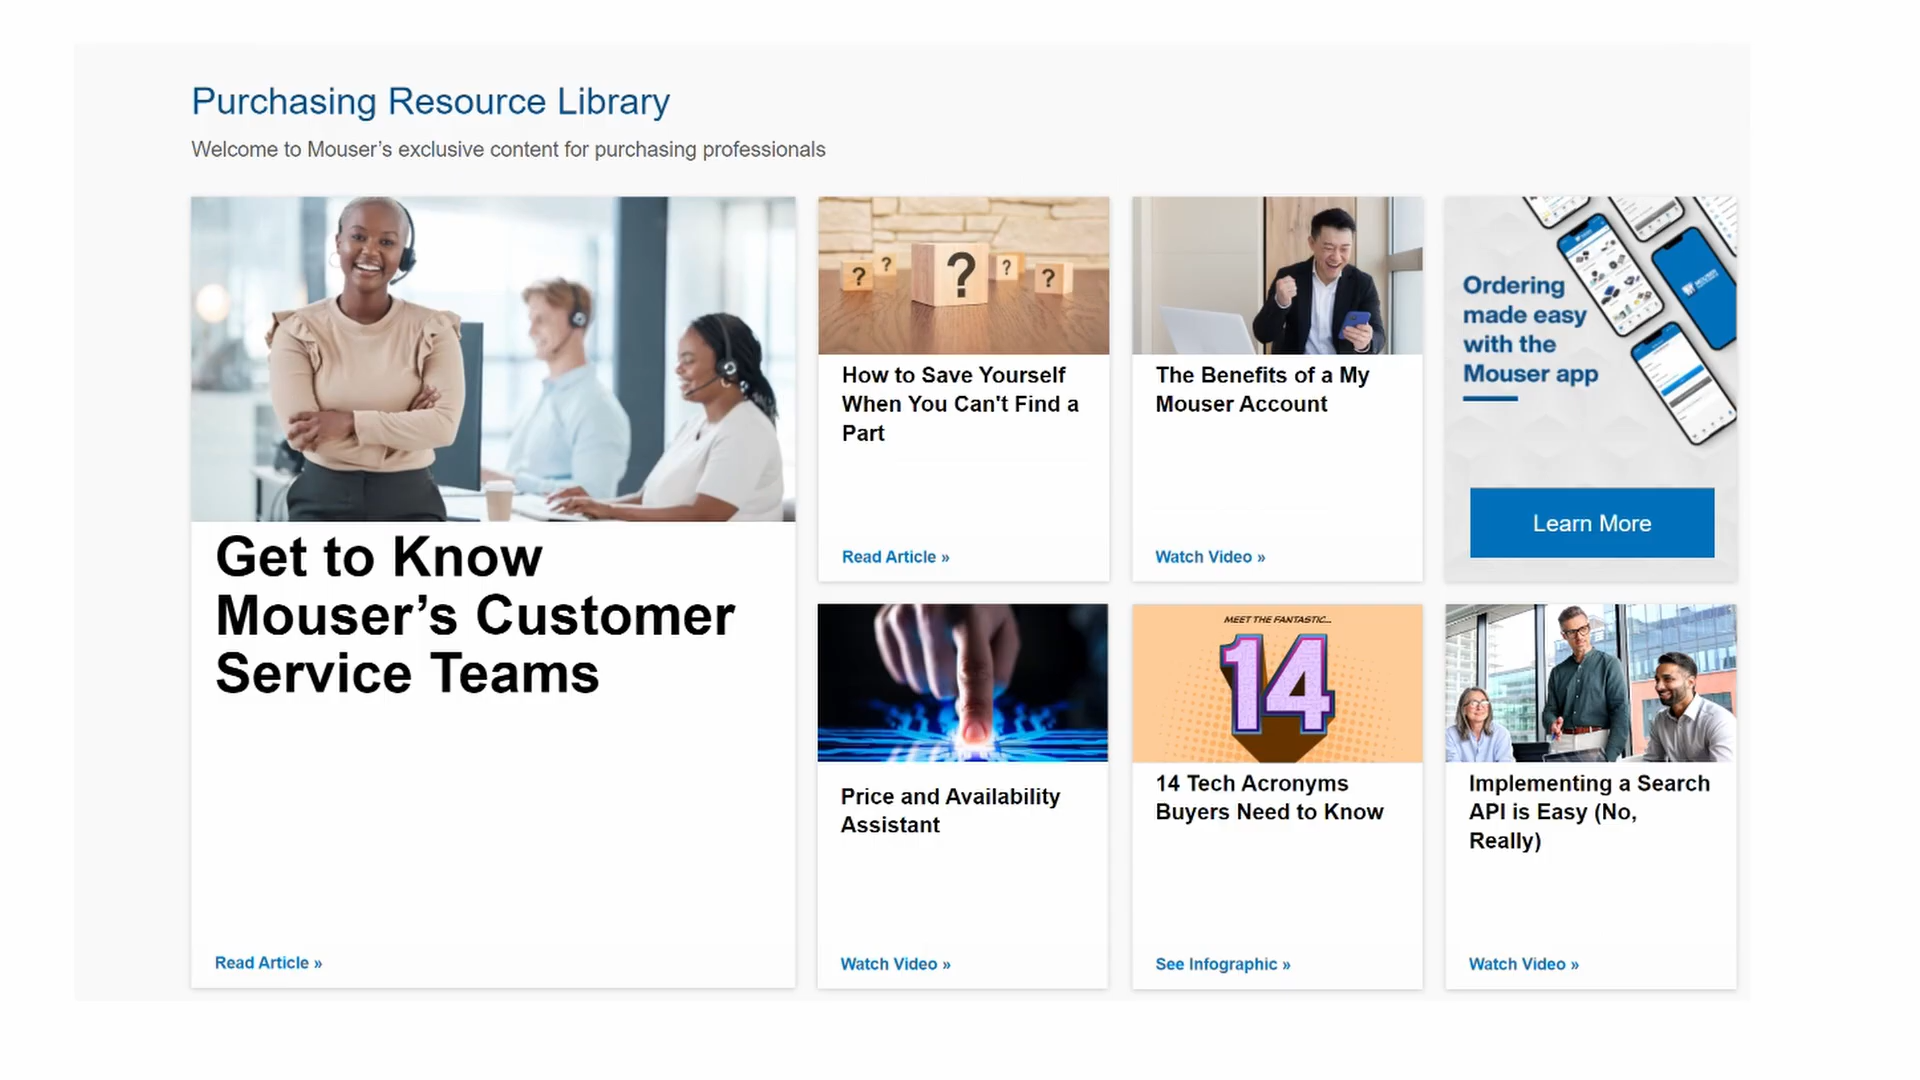 Purchasing Resource Library
Welcome to Mouser’s exclusive content for purchasing professionals
Get to Know
Mouser’s Customer
Service Teams
Read Article »
?
?
?
?
?
How to Save Yourself
When You Can't Find a
Part
Read Article »
The Benefits of a My
Mouser Account
Watch Video »
Ordering
made easy
with the
Mouser app
Learn More
Price and Availability
Assistant
Watch Video »
MEET THE FANTASTIC...
14
14 Tech Acronyms
Buyers Need to Know
See Infographic »
Implementing a Search
API is Easy (No,
Really)
Watch Video »